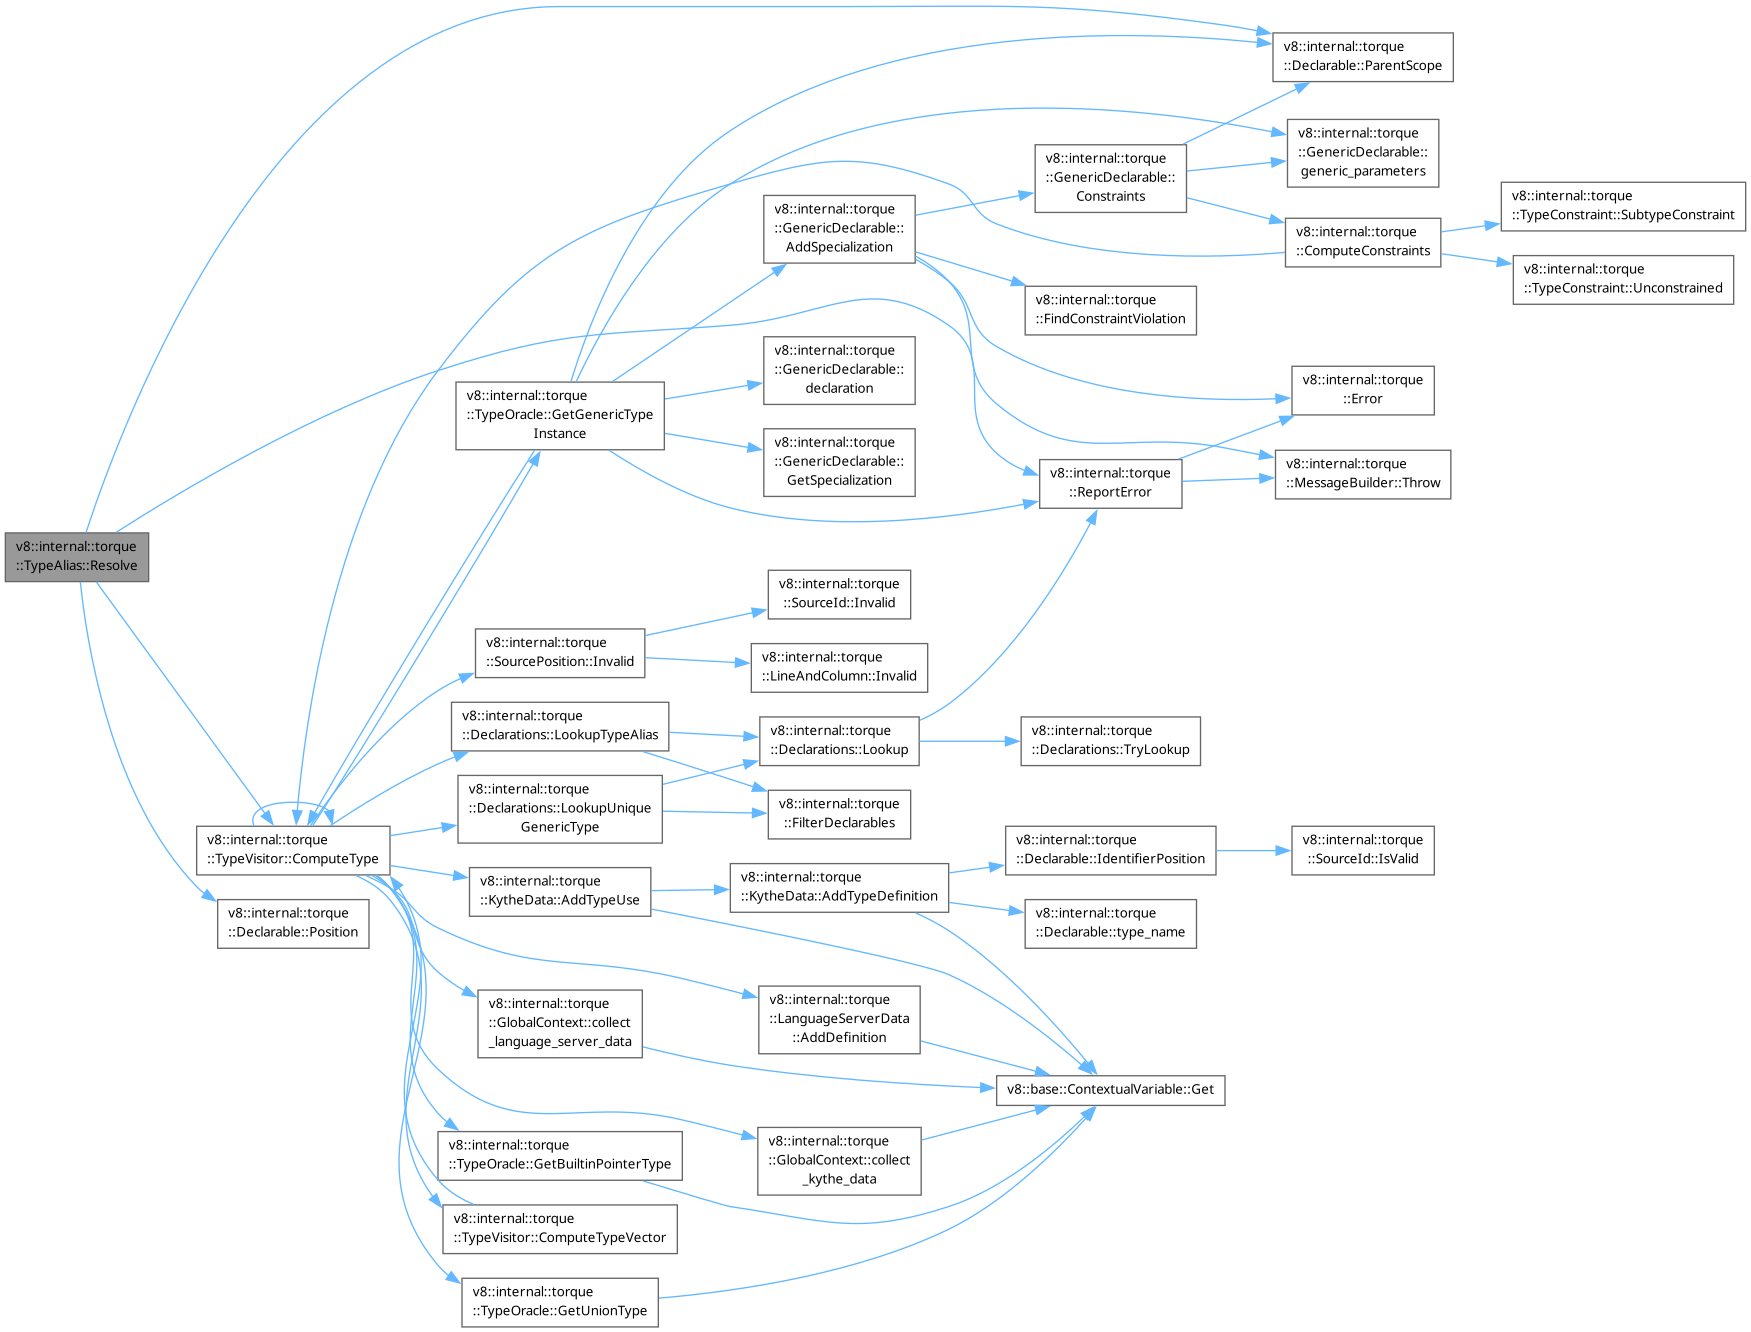 v8::internal::torque
::TypeAlias::Resolve
v8::internal::torque
::TypeVisitor::ComputeType
v8::internal::torque
::Declarable::Position
v8::internal::torque
::TypeOracle::GetGenericType
Instance
v8::internal::torque
::SourcePosition::Invalid
v8::internal::torque
::Declarations::LookupTypeAlias
v8::internal::torque
::Declarations::LookupUnique
GenericType
v8::internal::torque
::KytheData::AddTypeUse
v8::internal::torque
::GlobalContext::collect
_language_server_data
v8::internal::torque
::TypeOracle::GetBuiltinPointerType
v8::internal::torque
::TypeVisitor::ComputeTypeVector
v8::internal::torque
::TypeOracle::GetUnionType
v8::internal::torque
::GenericDeclarable::
AddSpecialization
v8::internal::torque
::GenericDeclarable::
declaration
v8::internal::torque
::GenericDeclarable::
GetSpecialization
v8::internal::torque
::SourceId::Invalid
v8::internal::torque
::LineAndColumn::Invalid
v8::internal::torque
::Declarations::Lookup
v8::internal::torque
::FilterDeclarables
v8::internal::torque
::KytheData::AddTypeDefinition
v8::internal::torque
::LanguageServerData
::AddDefinition
v8::internal::torque
::GlobalContext::collect
_kythe_data
v8::internal::torque
::GenericDeclarable::
Constraints
v8::internal::torque
::FindConstraintViolation
v8::internal::torque
::ReportError
v8::internal::torque
::Declarations::TryLookup
v8::internal::torque
::Declarable::IdentifierPosition
v8::internal::torque
::Declarable::type_name
v8::base::ContextualVariable::Get
v8::internal::torque
::Declarable::ParentScope
v8::internal::torque
::GenericDeclarable::
generic_parameters
v8::internal::torque
::ComputeConstraints
v8::internal::torque
::Error
v8::internal::torque
::MessageBuilder::Throw
v8::internal::torque
::SourceId::IsValid
v8::internal::torque
::TypeConstraint::SubtypeConstraint
v8::internal::torque
::TypeConstraint::Unconstrained